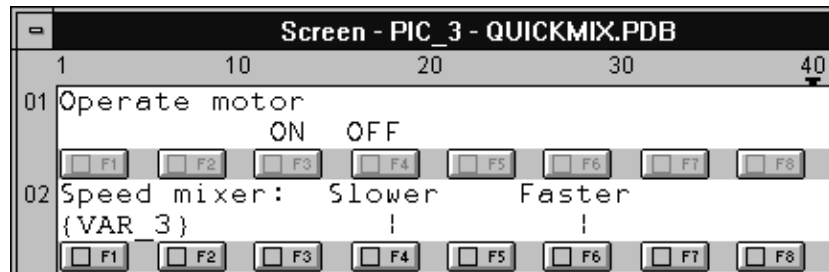 Screen - PIC_3 - QUICKMIX.PDB
1 10 20 30 40
01 Operate motor
ON OFF
F1 F2 F3 F4 F5 F6 F7 F8
02 Speed mixer: Slower Faster
{VAR_3} ¦ ¦
F1 F2 F3 F4 F5 F6 F7 F8